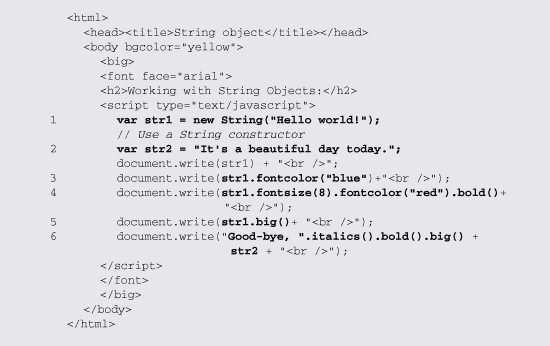 <html>
<head><title>String object</title></head>
<body bgcolor="yellow">
<big>
<font face="arial">
<h2>Working with String Objects:</h2>
<script type="text/javascript">
1 var str1 = new String("Hello world!");
// Use a String constructor
2 var str2 = "It's a beautiful day today.";
document.write(str1) + "<br />";
3 document.write(str1.fontcolor("blue")+"<br />");
4 document.write(str1.fontsize(8).fontcolor("red").bold()+
"<br />");
5 document.write(str1.big()+ "<br />");
6 document.write("Good-bye, ".italics().bold().big() +
str2 + "<br />");
</script>
</font>
</big>
</body>
</html>